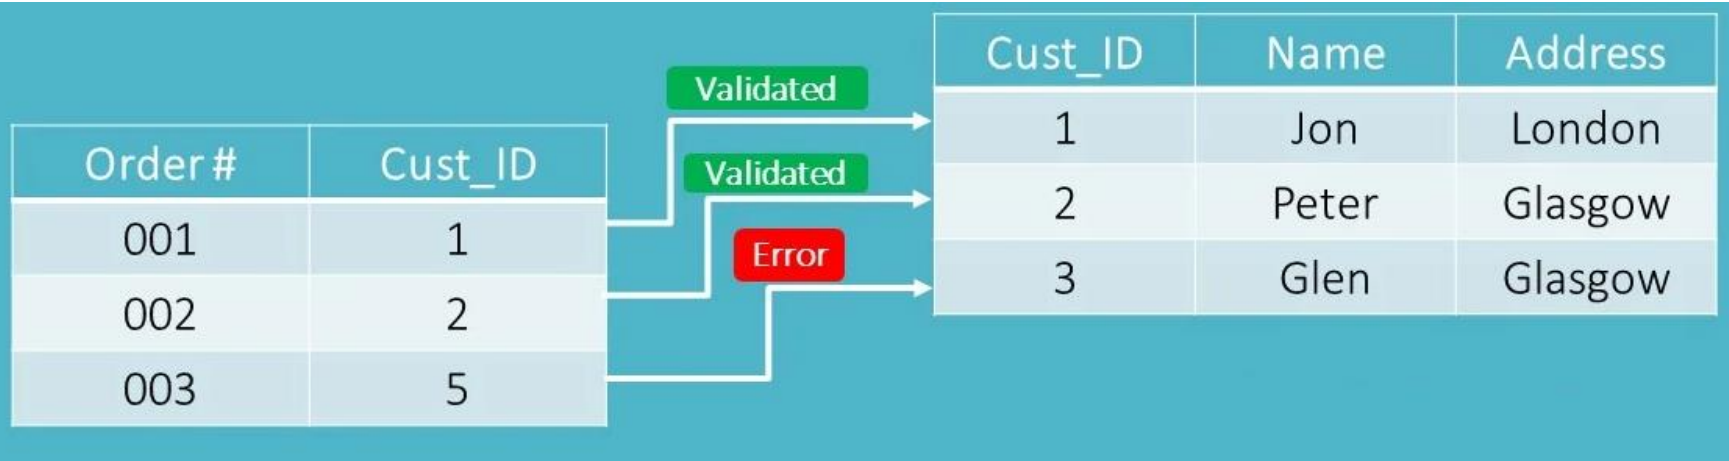 Order # Cust_ID
001 1
002 2
003 5
Validated
Validated
Error
Cust_ID Name Address
1 Jon London
2 Peter Glasgow
3 Glen Glasgow